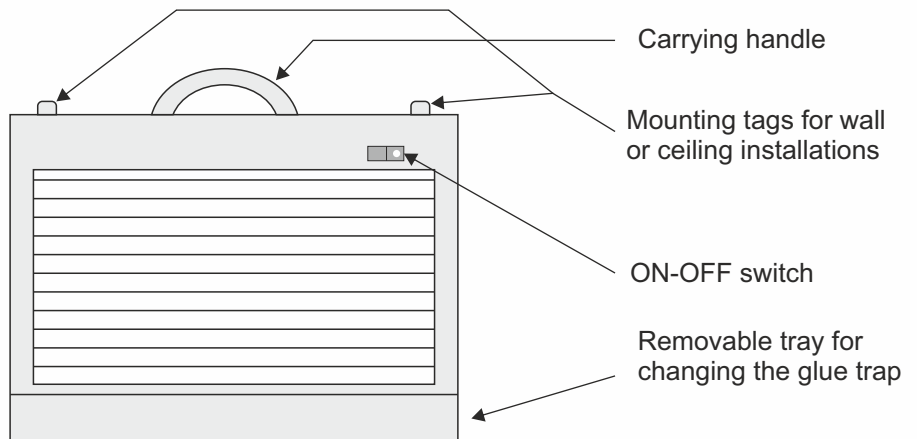 Carrying handle
Mounting tags for wall
or ceiling installations
ON-OFF switch
Removable tray for
changing the glue trap